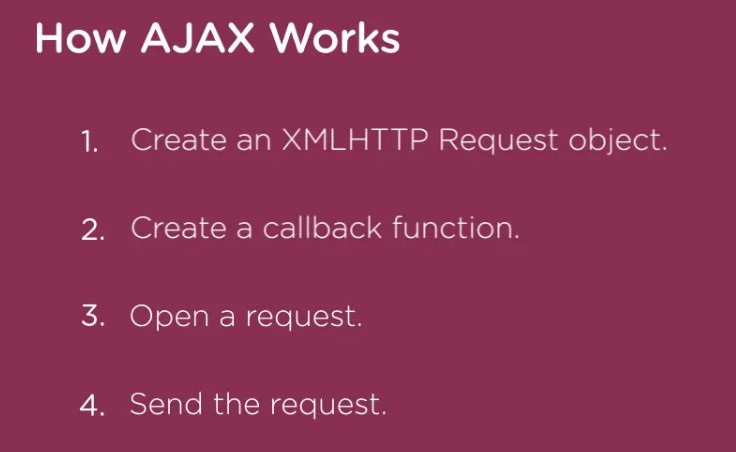 How AJAX Works
1. Create an XMLHTTP Request object.
2. Create a callback function.
3. Open a request.
4. Send the request.